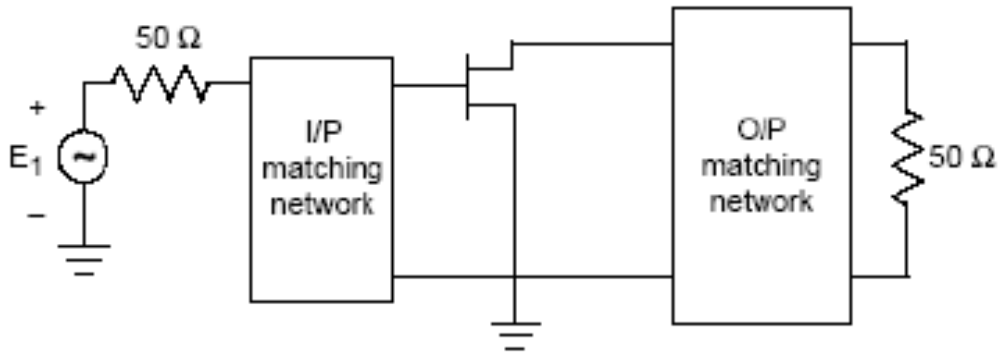 50 Ω
+
E1
~
–
I/P
matching
network
O/P
matching
network
50 Ω